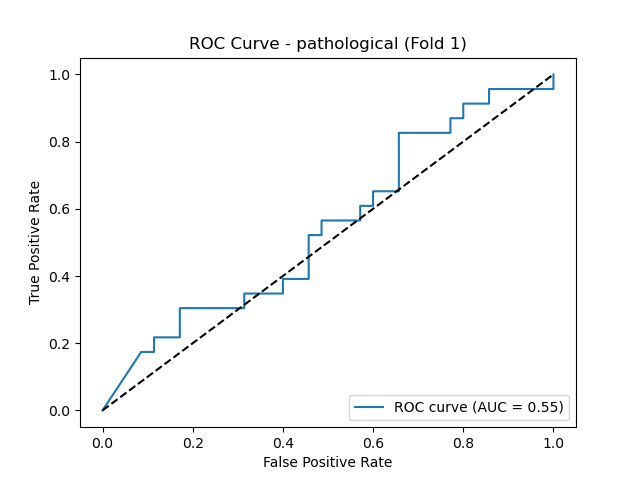 ROC Curve - pathological (Fold 1)
True Positive Rate
1.0
0.8
0.6
0.4
0.2
0.0
ROC curve (AUC = 0.55)
0.0 0.2 0.4 0.6 0.8 1.0
False Positive Rate